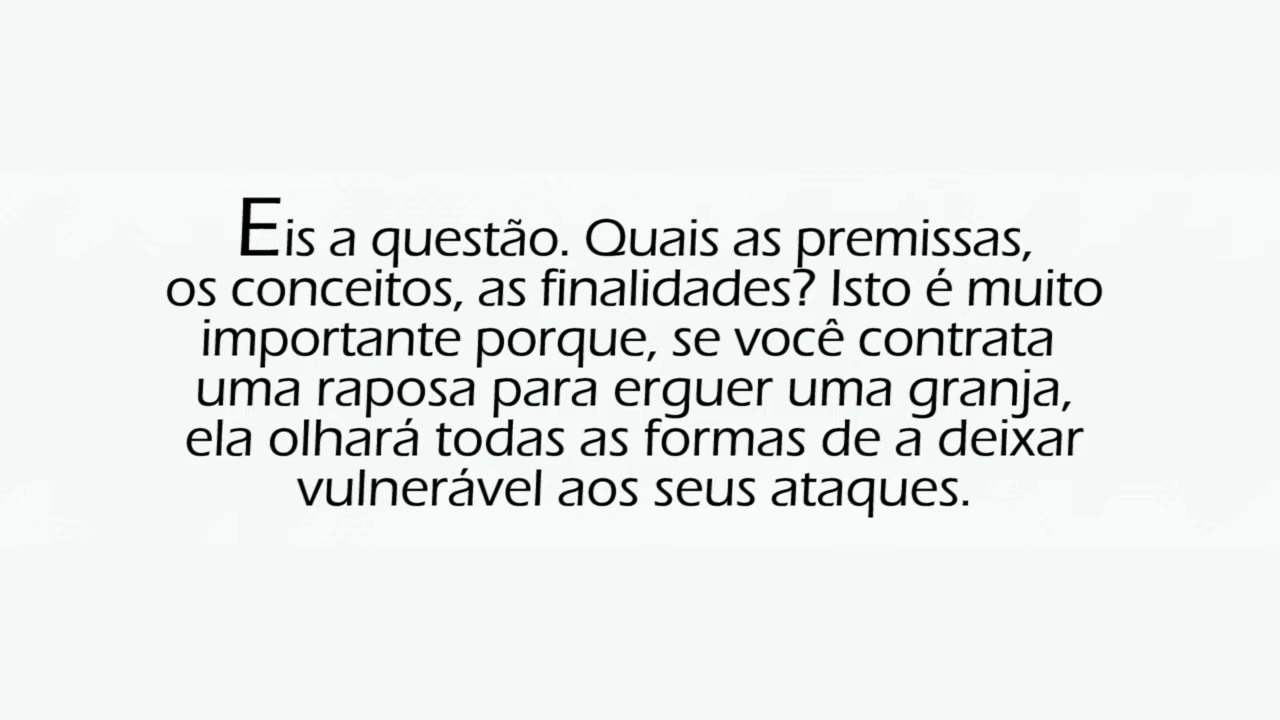 Eis a questão. Quais as premissas,
os conceitos, as finalidades? Isto é muito
importante porque, se você contrata
uma raposa para erguer uma granja,
ela olhará todas as formas de a deixar
vulnerável aos seus ataques.